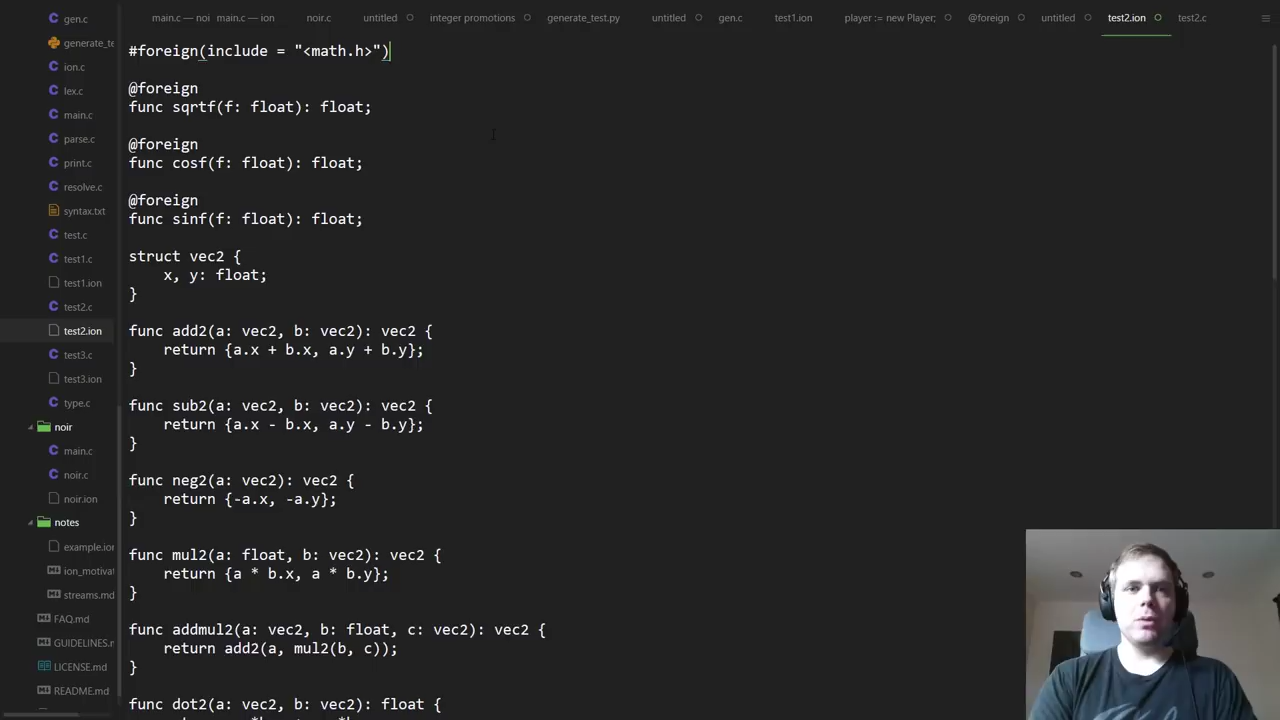 main.c — noi
main.c — ion
noir.c
untitled
integer promotions
generate_test.py
untitled
gen.c
test1.ion
player := new Player;
@foreign
untitled
test2.ion
test2.c
gen.c
generate_te
ion.c
lex.c
main.c
parse.c
print.c
resolve.c
syntax.txt
test.c
test1.c
test1.ion
test2.c
test2.ion
test3.c
test3.ion
type.c
noir
main.c
noir.c
noir.ion
notes
example.ion
ion_motivat
streams.md
FAQ.md
GUIDELINES.m
LICENSE.md
README.md
#foreign(include = "<math.h>")
@foreign
func sqrtf(f: float): float;
@foreign
func cosf(f: float): float;
@foreign
func sinf(f: float): float;
struct vec2 {
    x, y: float;
}
func add2(a: vec2, b: vec2): vec2 {
    return {a.x + b.x, a.y + b.y};
}
func sub2(a: vec2, b: vec2): vec2 {
    return {a.x - b.x, a.y - b.y};
}
func neg2(a: vec2): vec2 {
    return {-a.x, -a.y};
}
func mul2(a: float, b: vec2): vec2 {
    return {a * b.x, a * b.y};
}
func addmul2(a: vec2, b: float, c: vec2): vec2 {
    return add2(a, mul2(b, c));
}
func dot2(a: vec2, b: vec2): float {